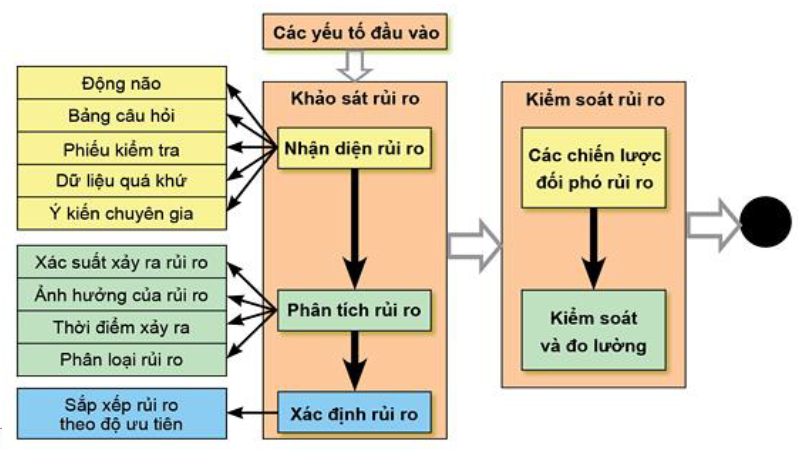 Các yếu tố đầu vào
Động não
Bảng câu hỏi
Phiếu kiểm tra
Dữ liệu quá khứ
Ý kiến chuyên gia
Xác suất xảy ra rủi ro
Ảnh hưởng của rủi ro
Thời điểm xảy ra
Phân loại rủi ro
Sắp xếp rủi ro
theo độ ưu tiên
Khảo sát rủi ro
Nhận diện rủi ro
Phân tích rủi ro
Xác định rủi ro
Kiểm soát rủi ro
Các chiến lược
đối phó rủi ro
Kiểm soát
và đo lường